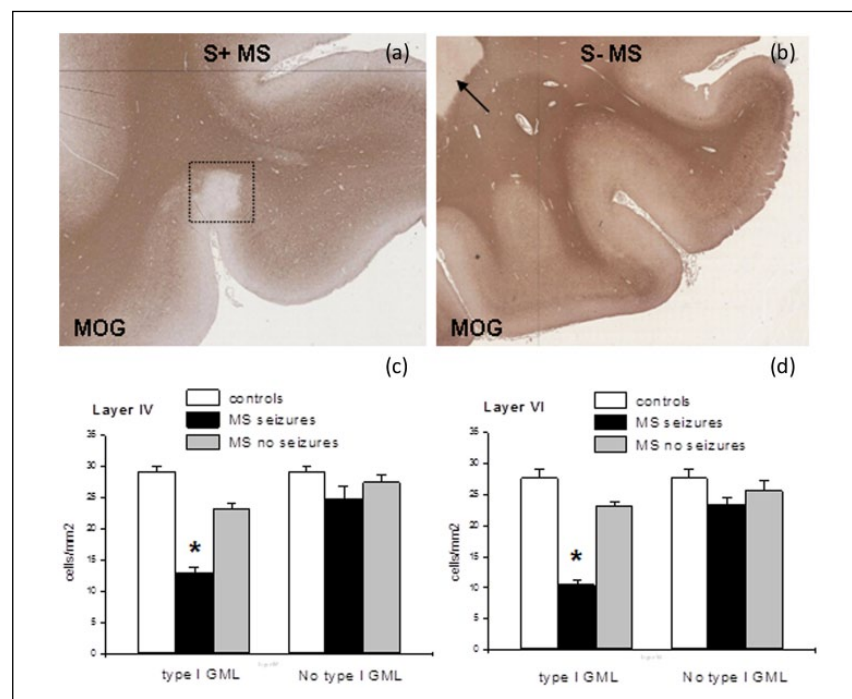 S+ MS (a)
S- MS (b)
MOG
MOG
(c)
(d)
controls
MS seizures
MS no seizures
Layer IV
35
30
25
20
15
10
5
0
cells/mm2
*
type I GML No type I GML
controls
MS seizures
MS no seizures
Layer VI
35
30
25
20
15
10
5
0
cells/mm2
*
type I GML No type I GML